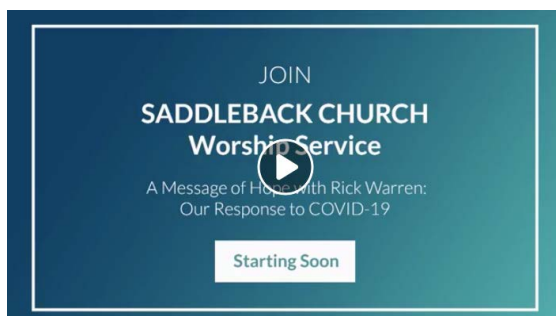 JOIN
SADDLEBACK CHURCH
Worship Service
A Message of Hope with Rick Warren:
Our Response to COVID-19
Starting Soon